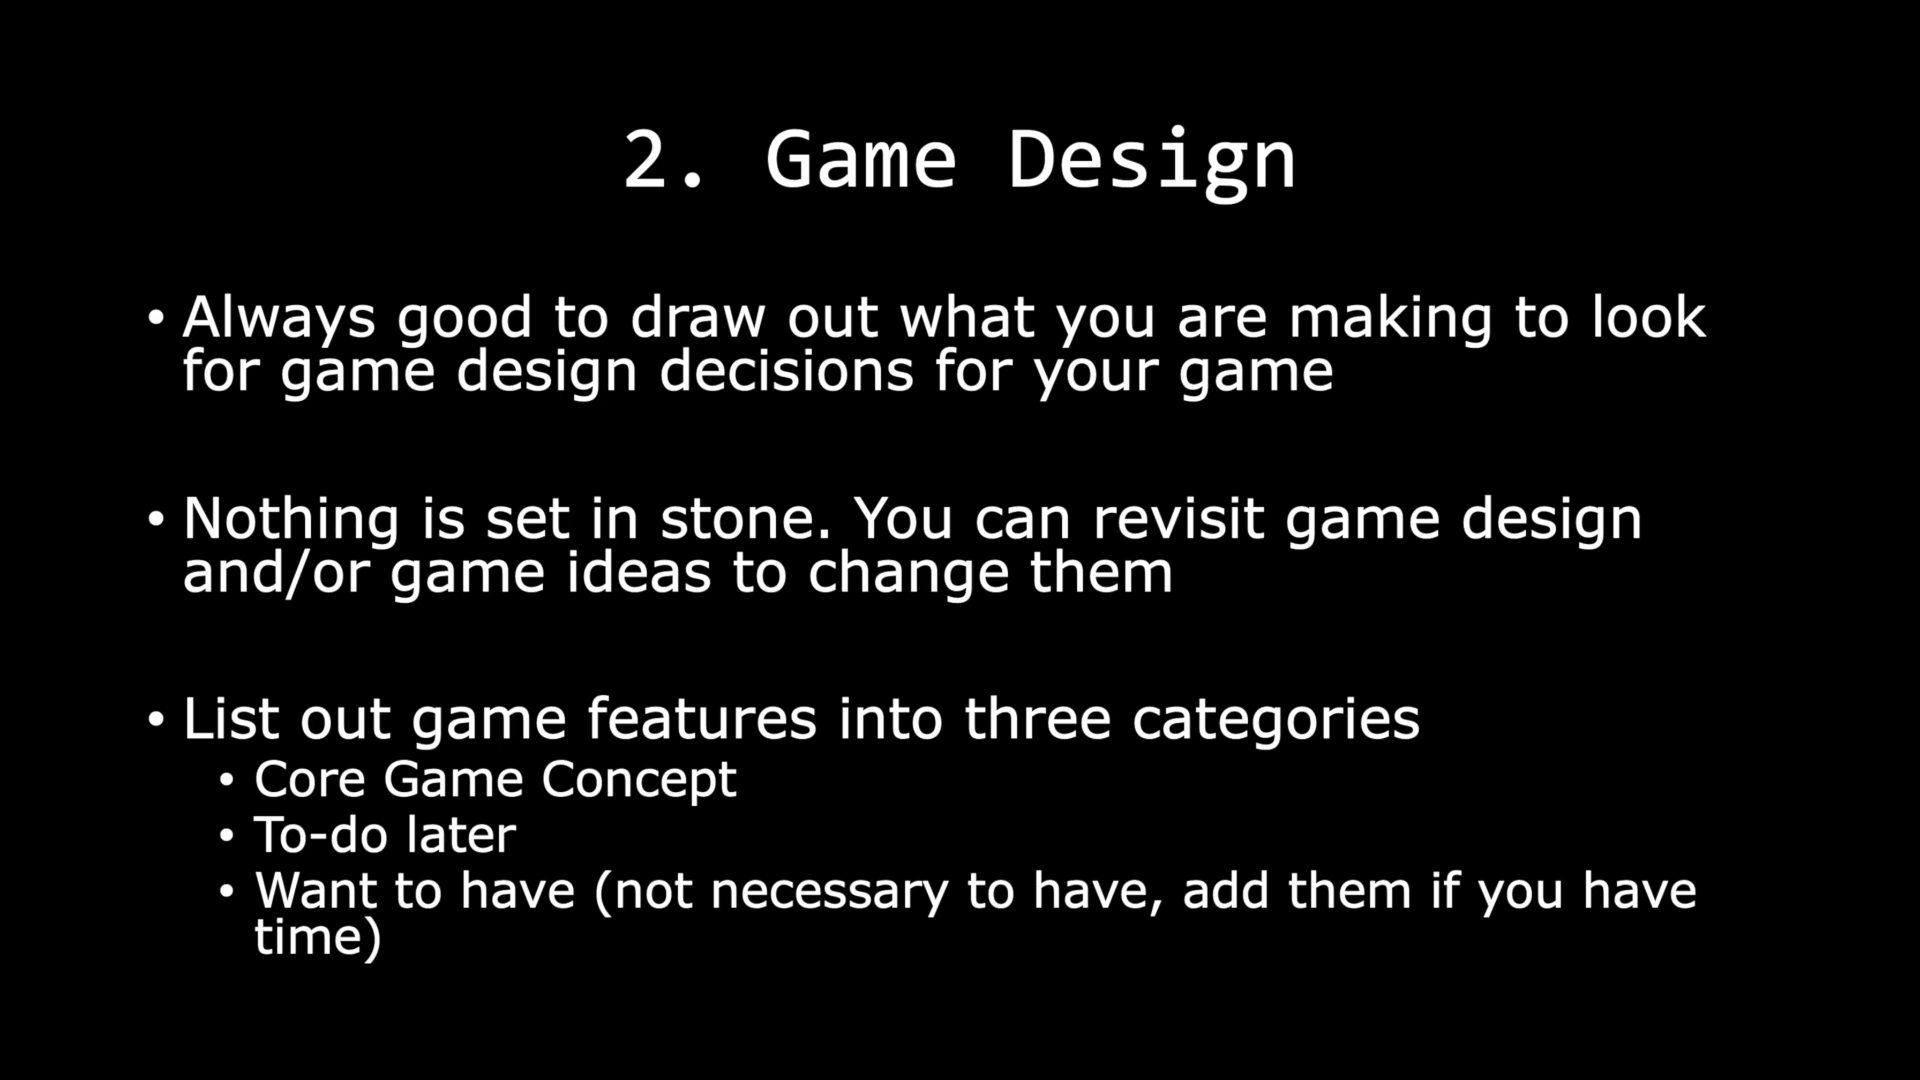 2. Game Design
• Always good to draw out what you are making to look
for game design decisions for your game
• Nothing is set in stone. You can revisit game design
and/or game ideas to change them
• List out game features into three categories
• Core Game Concept
• To-do later
• Want to have (not necessary to have, add them if you have
time)